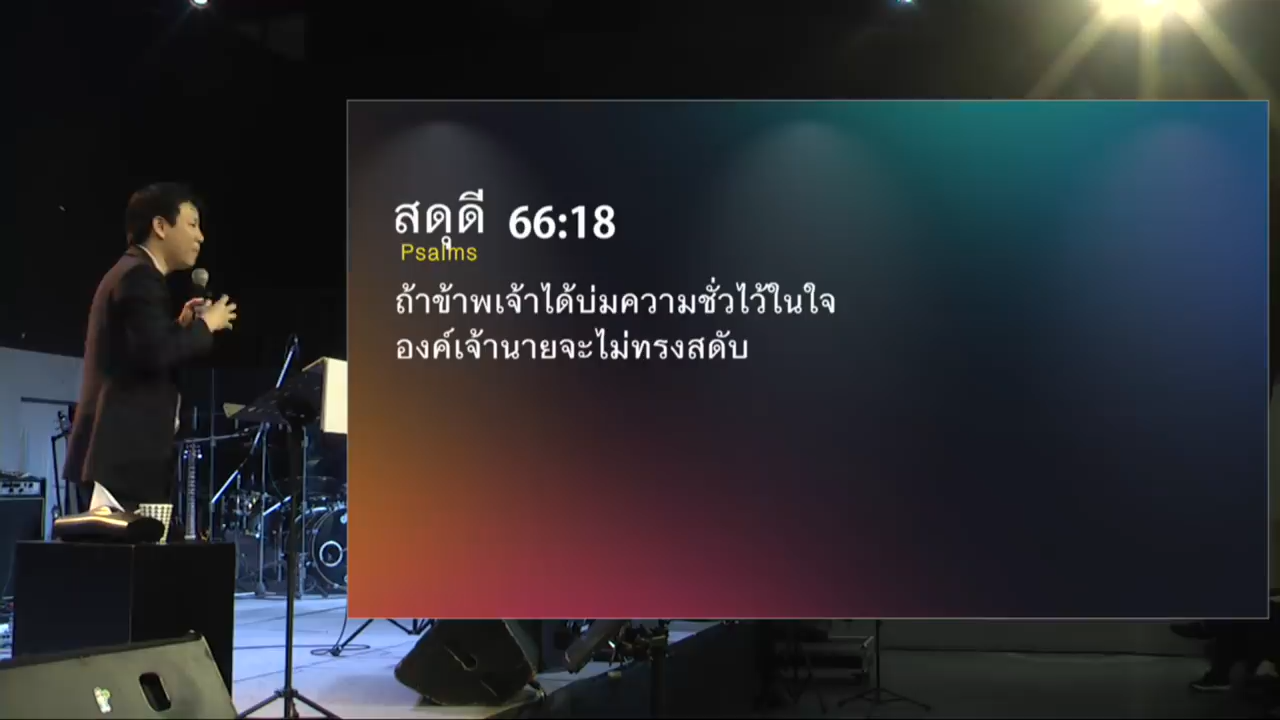 สดุดี 66:18
Psalms
ถ้าข้าพเจ้าได้บ่มความชั่วไว้ในใจ
องค์เจ้านายจะไม่ทรงสดับ